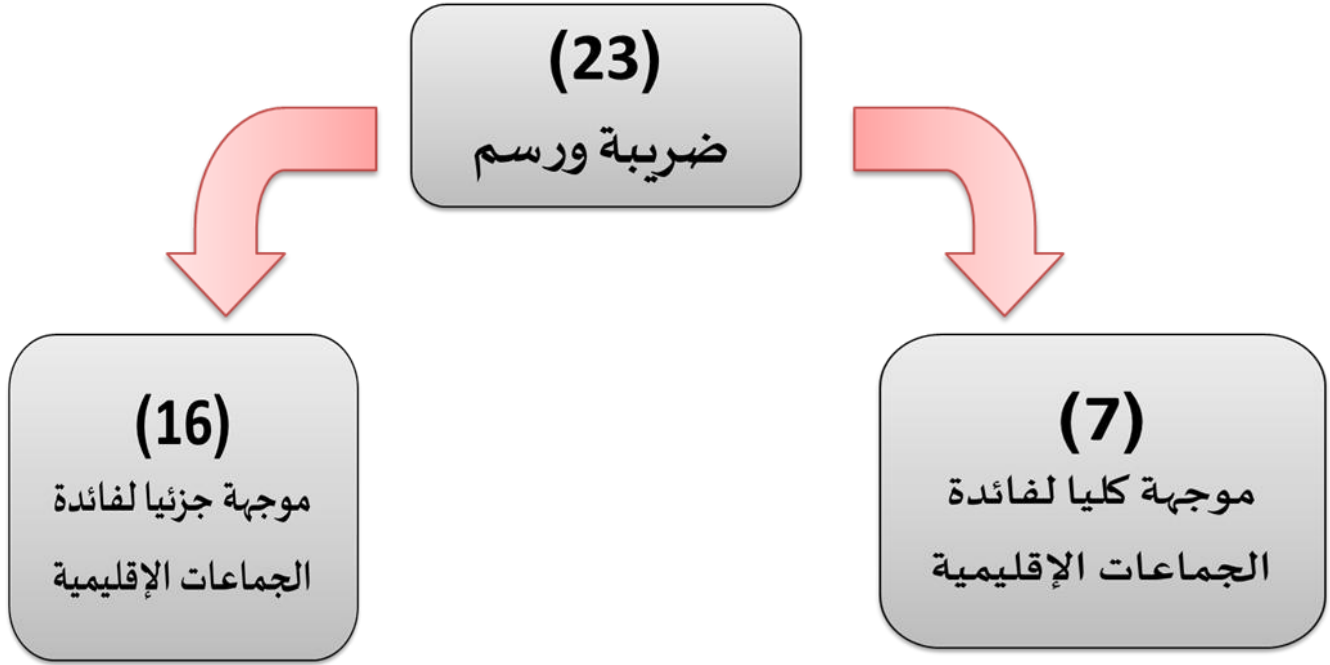 (23)
ضريبة ورسم
(7)
موجهة كليا لفائدة
الجماعات الإقليمية
(16)
موجهة جزئيا لفائدة
الجماعات الإقليمية